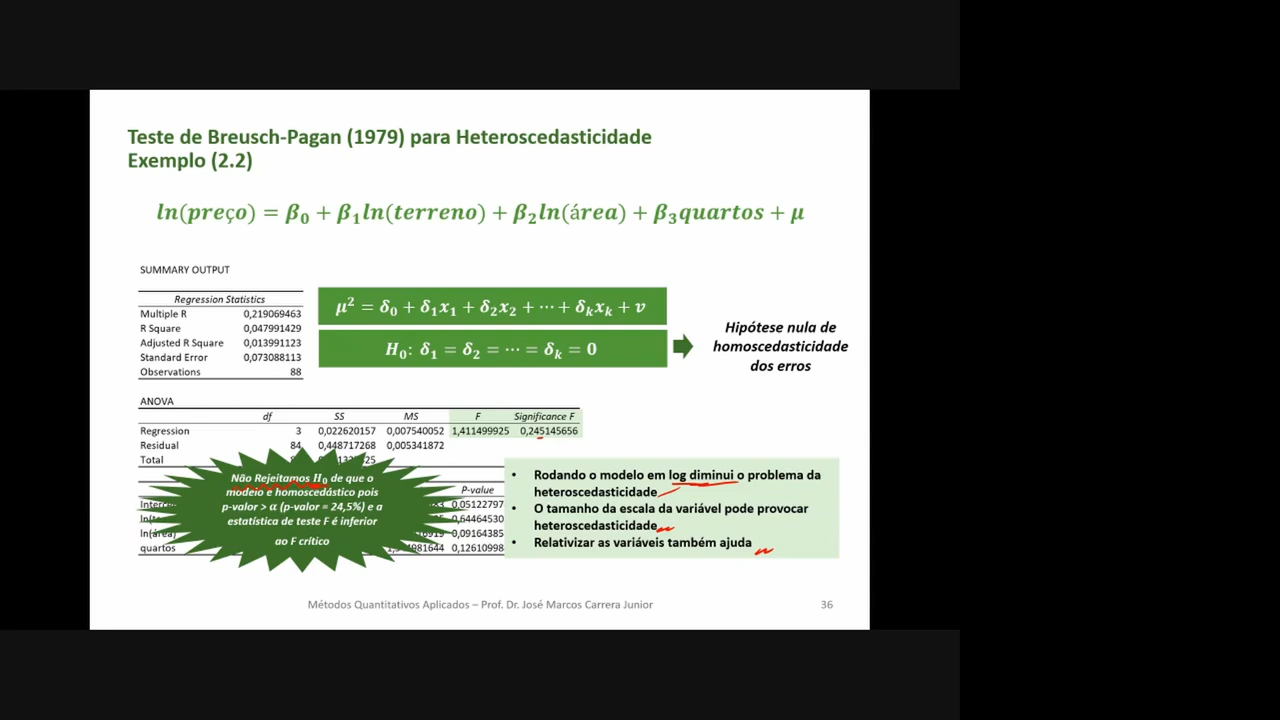 Teste de Breusch-Pagan (1979) para Heteroscedasticidade
Exemplo (2.2)
ln(preço) = β₀ + β₁ln(terreno) + β₂ln(área) + β₃quartos + μ
SUMMARY OUTPUT
Regression Statistics
Multiple R 0,219069463
R Square 0,047991429
Adjusted R Square 0,013991123
Standard Error 0,073088113
Observations 88
μ² = δ₀ + δ₁x₁ + δ₂x₂ + ⋯ + δₖxₖ + v
H₀: δ₁ = δ₂ = ⋯ = δₖ = 0
Hipótese nula de
homoscedasticidade
dos erros
ANOVA
df SS MS F Significance F
Regression 3 0,022620157 0,007540052 1,411499925 0,245145656
Residual 84 0,448717268 0,005341872
Total
P-value
0,05122797
0,64464530
0,09164385
quartos 0,12610998
Não Rejeitamos H₀ de que o
modelo é homoscedástico pois
p-valor > α (p-valor = 24,5%) e a
estatística de teste F é inferior
ao F crítico
• Rodando o modelo em log diminui o problema da
heteroscedasticidade
• O tamanho da escala da variável pode provocar
heteroscedasticidade
• Relativizar as variáveis também ajuda
Métodos Quantitativos Aplicados – Prof. Dr. José Marcos Carrera Junior
36